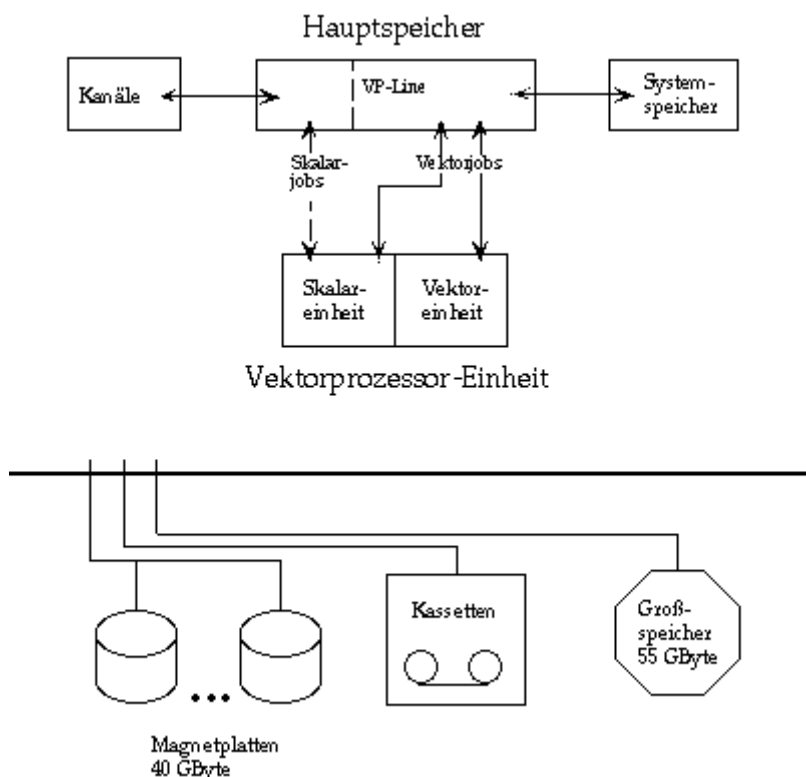 Hauptspeicher
Kanäle
VP-Line
System-
speicher
Skalar-
jobs
Vektorjobs
Skalar-
einheit
Vektor-
einheit
Vektorprozessor-Einheit
Kassetten
Groß-
speicher
55 GByte
Magnetplatten
40 GByte